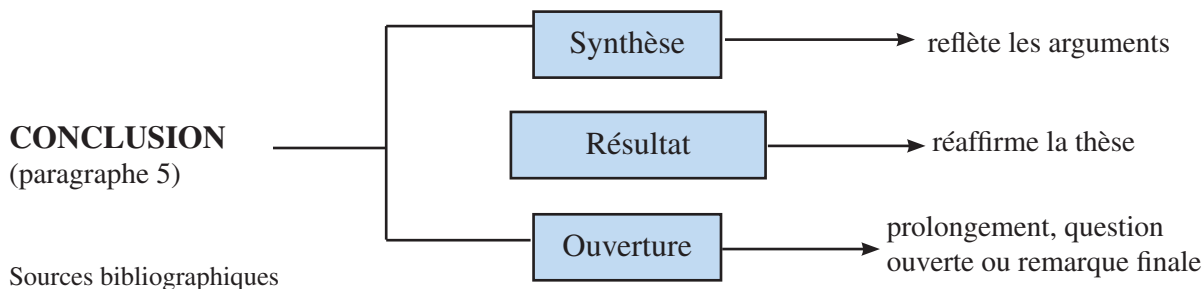 Synthèse
reflète les arguments
CONCLUSION
(paragraphe 5)
Résultat
réaffirme la thèse
Ouverture
prolongement, question
ouverte ou remarque finale
Sources bibliographiques